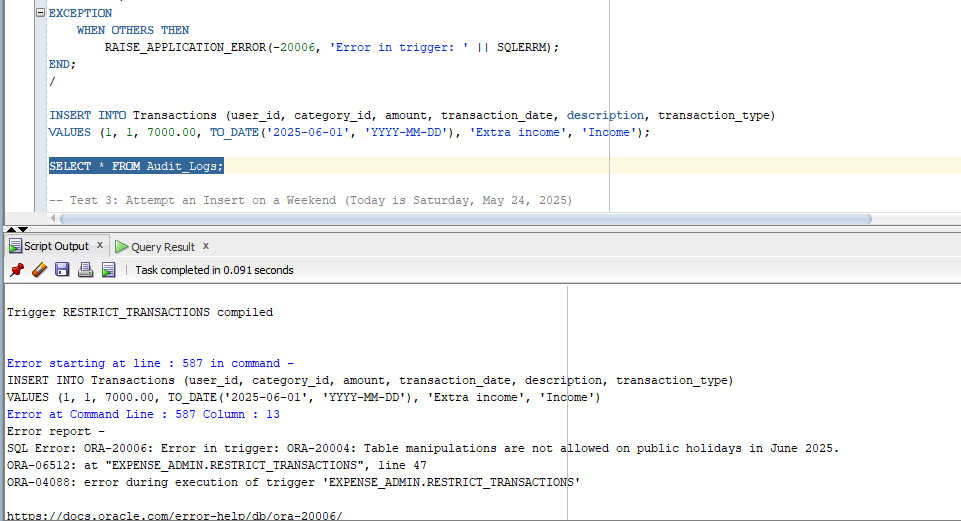 EXCEPTION
WHEN OTHERS THEN
RAISE_APPLICATION_ERROR(-20006, 'Error in trigger: ' || SQLERRM);
END;
/
INSERT INTO Transactions (user_id, category_id, amount, transaction_date, description, transaction_type)
VALUES (1, 1, 7000.00, TO_DATE('2025-06-01', 'YYYY-MM-DD'), 'Extra income', 'Income');
SELECT * FROM Audit_Logs;
-- Test 3: Attempt an Insert on a Weekend (Today is Saturday, May 24, 2025)
Script Output x Query Result x
Task completed in 0.091 seconds
Trigger RESTRICT_TRANSACTIONS compiled
Error starting at line : 587 in command -
INSERT INTO Transactions (user_id, category_id, amount, transaction_date, description, transaction_type)
VALUES (1, 1, 7000.00, TO_DATE('2025-06-01', 'YYYY-MM-DD'), 'Extra income', 'Income')
Error at Command Line : 587 Column : 13
Error report -
SQL Error: ORA-20006: Error in trigger: ORA-20004: Table manipulations are not allowed on public holidays in June 2025.
ORA-06512: at "EXPENSE_ADMIN.RESTRICT_TRANSACTIONS", line 47
ORA-04088: error during execution of trigger 'EXPENSE_ADMIN.RESTRICT_TRANSACTIONS'
https://docs.oracle.com/error-help/db/ora-20006/